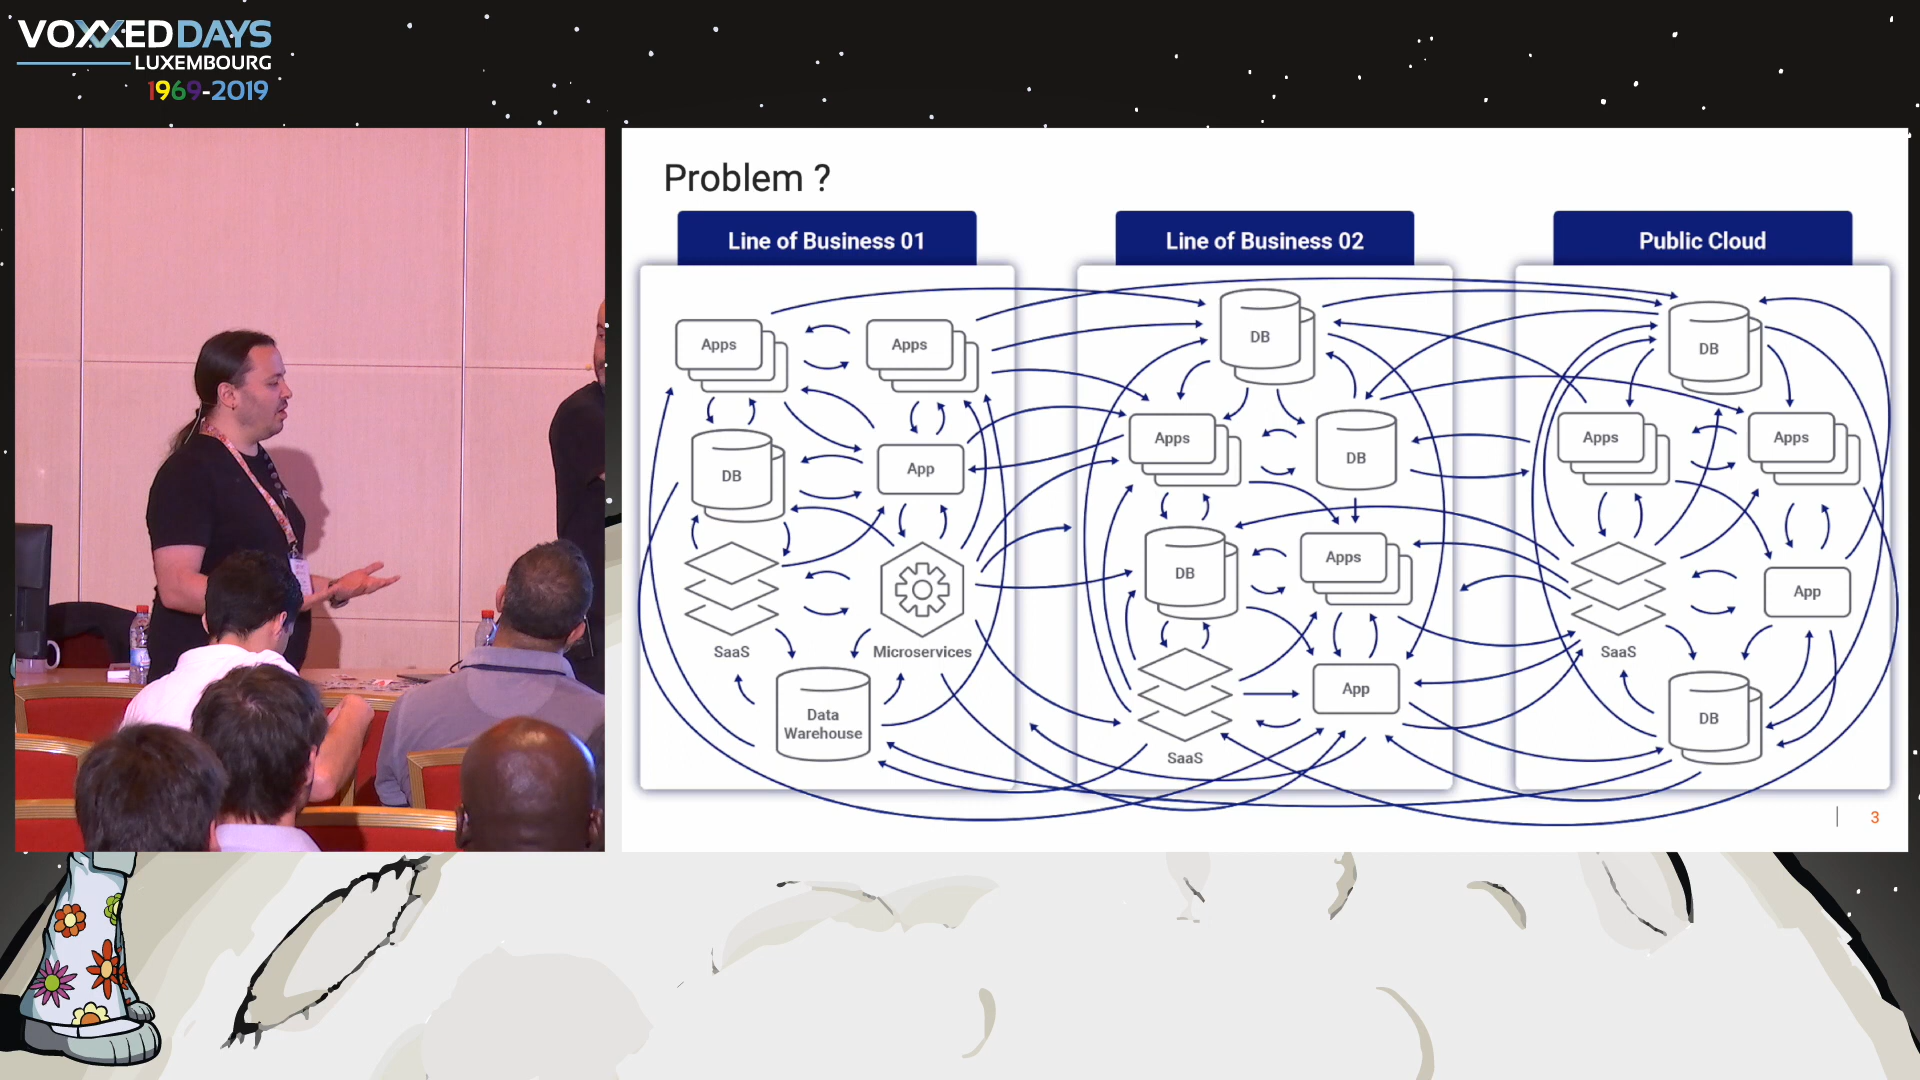 VOXXEDDAYS
LUXEMBOURG
1969-2019
Problem ?
Line of Business 01
Line of Business 02
Public Cloud
Apps
Apps
DB
App
SaaS
Microservices
Data
Warehouse
DB
Apps
DB
DB
Apps
App
SaaS
DB
Apps
Apps
SaaS
App
DB
3